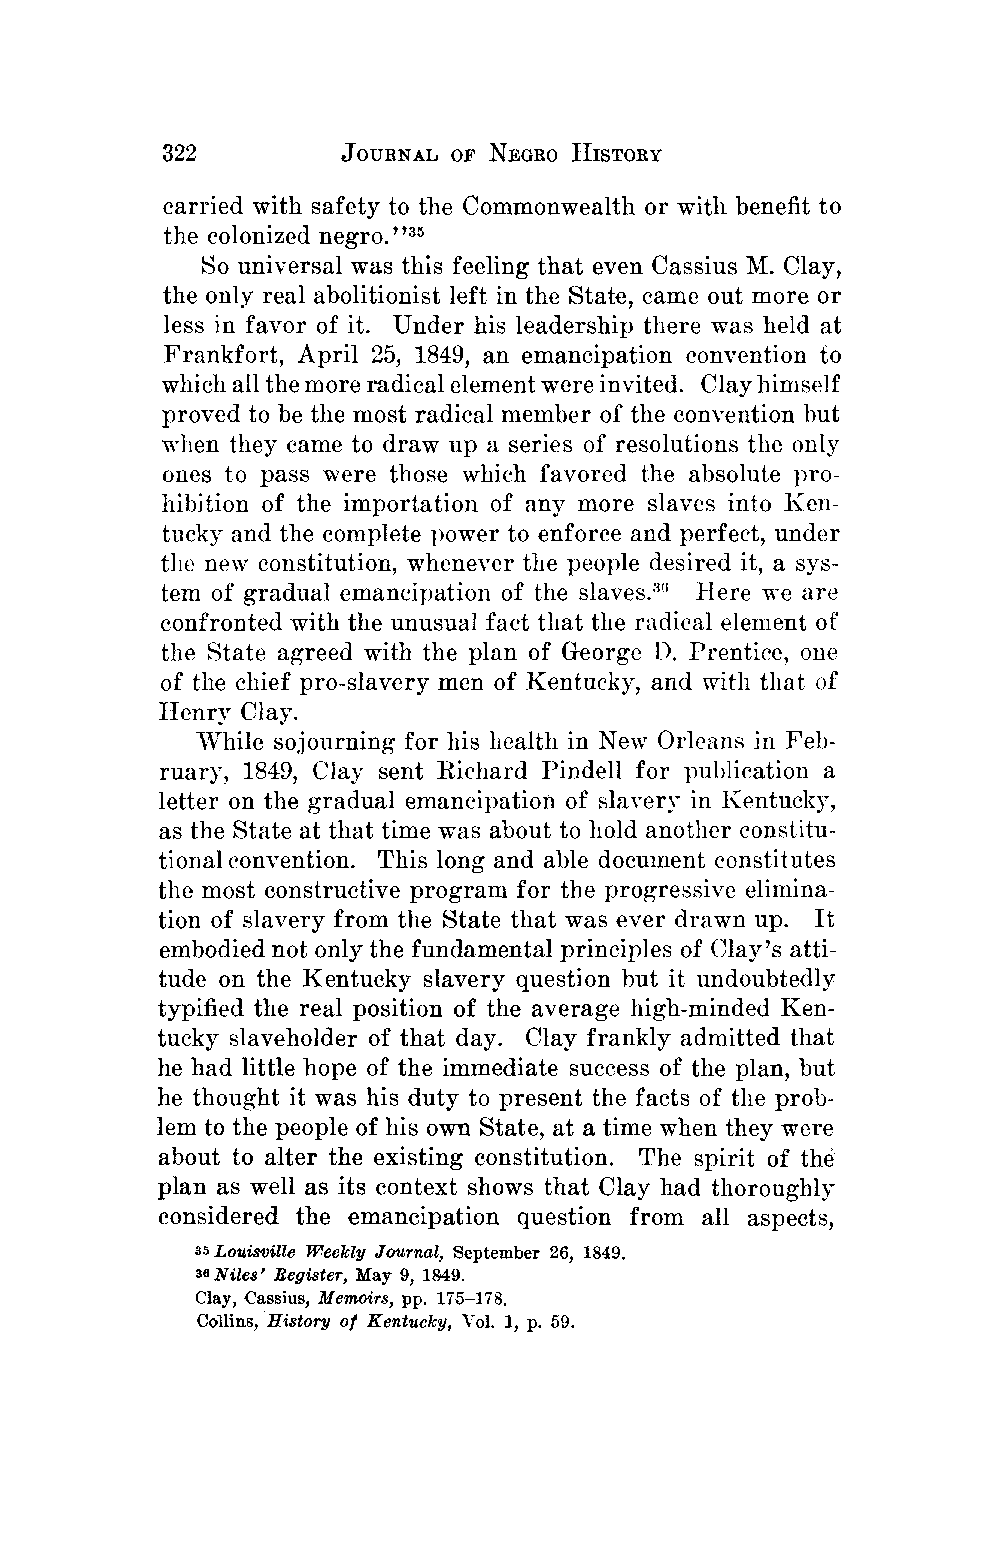 322 JOURNAL OF NEGRO HISTORY
carried with safety to the Commonwealth or with benefit to
the colonized negro.''35
So universal was this feeling that even Cassius M. Clay,
the only real abolitionist left in the State, came out more or
less in favor of it. Under his leadership there was held at
Frankfort, April 25, 1849, an emancipation convention to
which all the more radical element were invited. Clay himself
proved to be the most radical member of the convention but
when they came to draw up a series of resolutions the only
ones to pass were those which favored the absolute pro-
hibition of the importation of any more slaves into Ken-
tucky and the complete power to enforce and perfect, under
the new constitution, whenever the people desired it, a sys-
tem of gradual emancipation of the slaves.36 Here we are
confronted with the unusual fact that the radical element of
the State agreed with the plan of George D. Prentice, one
of the chief pro-slavery men of Kentucky, and with that of
Henry Clay.
While sojourning for his health in New Orleans in Feb-
ruary, 1849, Clay sent Richard Pindell for publication a
letter on the gradual emancipation of slavery in Kentucky,
as the State at that time was about to hold another constitu-
tional convention. This long and able document constitutes
the most constructive program for the progressive elimina-
tion of slavery from the State that was ever drawn up. It
embodied not only the fundamental principles of Clay's atti-
tude on the Kentucky slavery question but it undoubtedly
typified the real position of the average high-minded Ken-
tucky slaveholder of that day. Clay frankly admitted that
he had little hope of the immediate success of the plan, but
he thought it was his duty to present the facts of the prob-
lem to the people of his own State, at a time when they were
about to alter the existing constitution. The spirit of the
plan as well as its context shows that Clay had thoroughly
considered the emancipation question from all aspects,
35 Louisville Weekly Journal, September 26, 1849.
36 Niles' Register, May 9, 1849.
Clay, Cassius, Memoirs, pp. 175–178.
Collins, History of Kentucky, Vol. 1, p. 59.